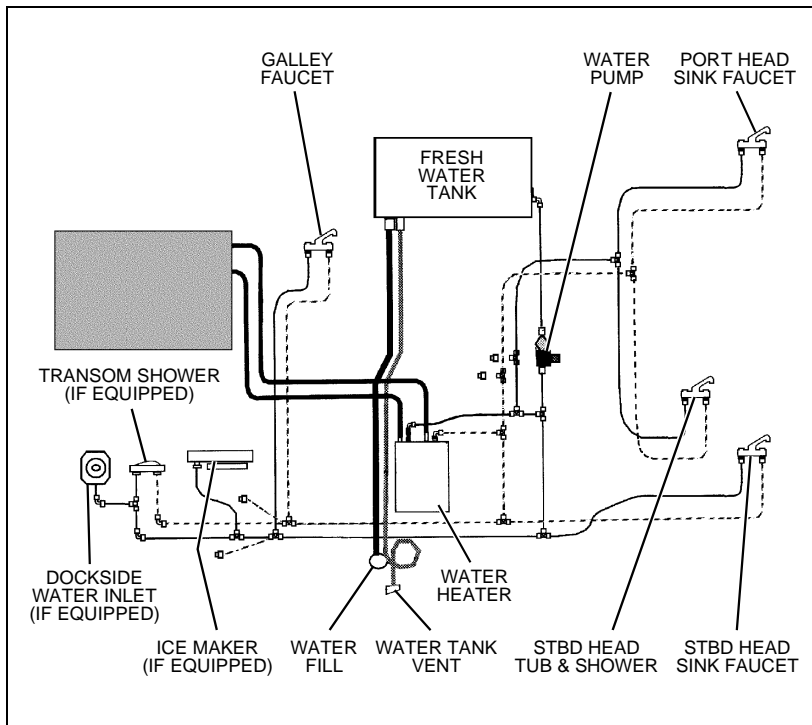 GALLEY
FAUCET
WATER
PUMP
PORT HEAD
SINK FAUCET
FRESH
WATER
TANK
TRANSOM SHOWER
(IF EQUIPPED)
DOCKSIDE
WATER INLET
(IF EQUIPPED)
ICE MAKER
(IF EQUIPPED)
WATER
FILL
WATER TANK
VENT
WATER
HEATER
STBD HEAD
TUB & SHOWER
STBD HEAD
SINK FAUCET